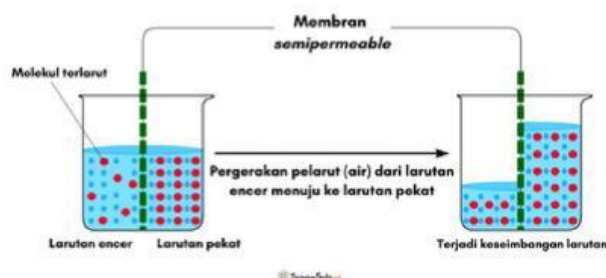 Membran
semipermeable
Molekul terlarut
Pergerakan pelarut (air) dari larutan
encer menuju ke larutan pekat
Larutan encer
Larutan pekat
Terjadi keseimbangan larutan